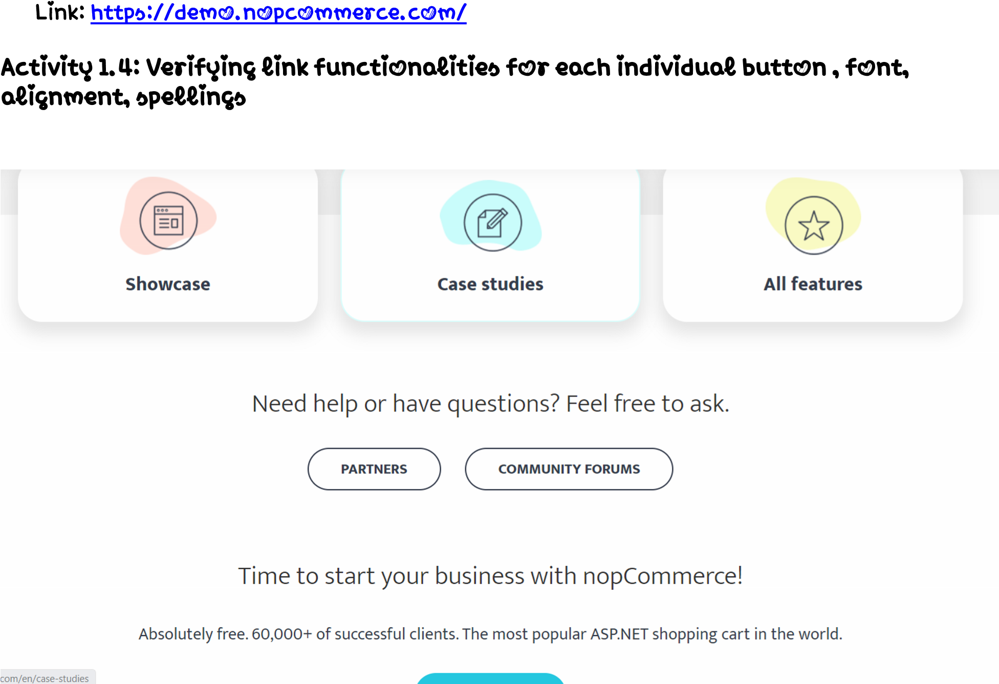 Link: https://demo.nopcommerce.com/
Activity 1.4: Verifying link functionalities for each individual button , font,
alignment, spellings
Showcase
Case studies
All features
Need help or have questions? Feel free to ask.
PARTNERS
COMMUNITY FORUMS
Time to start your business with nopCommerce!
Absolutely free. 60,000+ of successful clients. The most popular ASP.NET shopping cart in the world.
com/en/case-studies